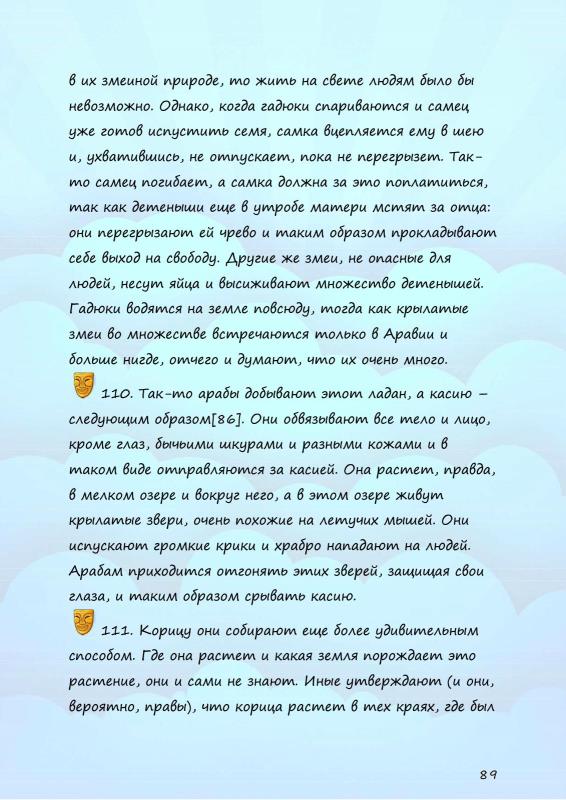 в их змеиной природе, то жить на свете людям было бы
невозможно. Однако, когда гадюки спариваются и самец
уже готов испустить семя, самка вцепляется ему в шею
и, ухватившись, не отпускает, пока не перегрызет. Так-
то самец погибает, а самка должна за это поплатиться,
так как детеныши еще в утробе матери мстят за отца:
они перегрызают ей чрево и таким образом прокладывают
себе выход на свободу. Другие же змеи, не опасные для
людей, несут яйца и высиживают множество детенышей.
Гадюки водятся на земле повсюду, тогда как крылатые
змеи во множестве встречаются только в Аравии и
больше нигде, отчего и думают, что их очень много.
110. Так-то арабы добывают этот ладан, а касию –
следующим образом[86]. Они обвязывают все тело и лицо,
кроме глаз, бычьими шкурами и разными кожами и в
таком виде отправляются за касией. Она растет, правда,
в мелком озере и вокруг него, а в этом озере живут
крылатые звери, очень похожие на летучих мышей. Они
испускают громкие крики и храбро нападают на людей.
Арабам приходится отгонять этих зверей, защищая свои
глаза, и таким образом срывать касию.
111. Корицу они собирают еще более удивительным
способом. Где она растет и какая земля порождает это
растение, они и сами не знают. Иные утверждают (и они,
вероятно, правы), что корица растет в тех краях, где был
89